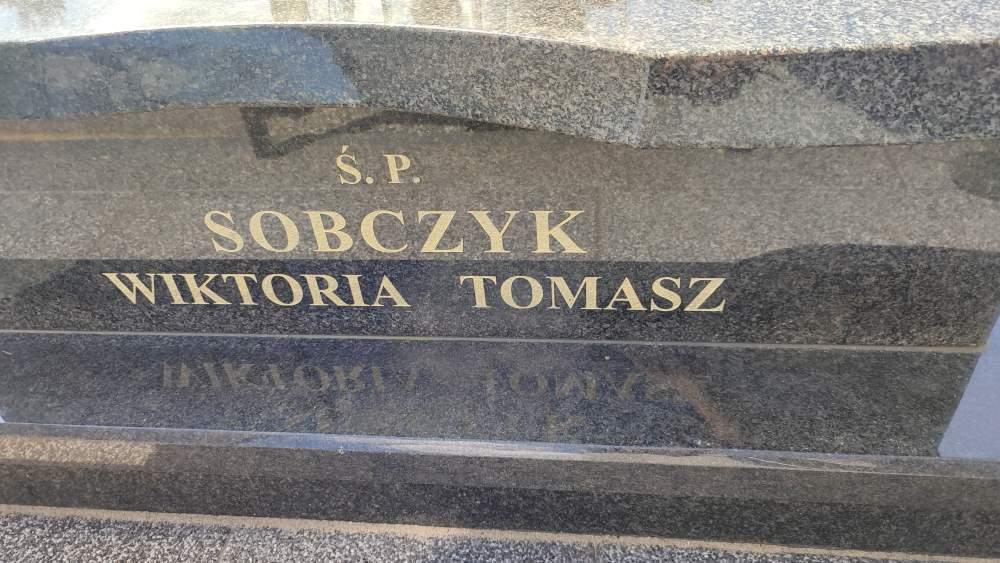 Ś. P.
SOBCZYK
WIKTORIA TOMASZ